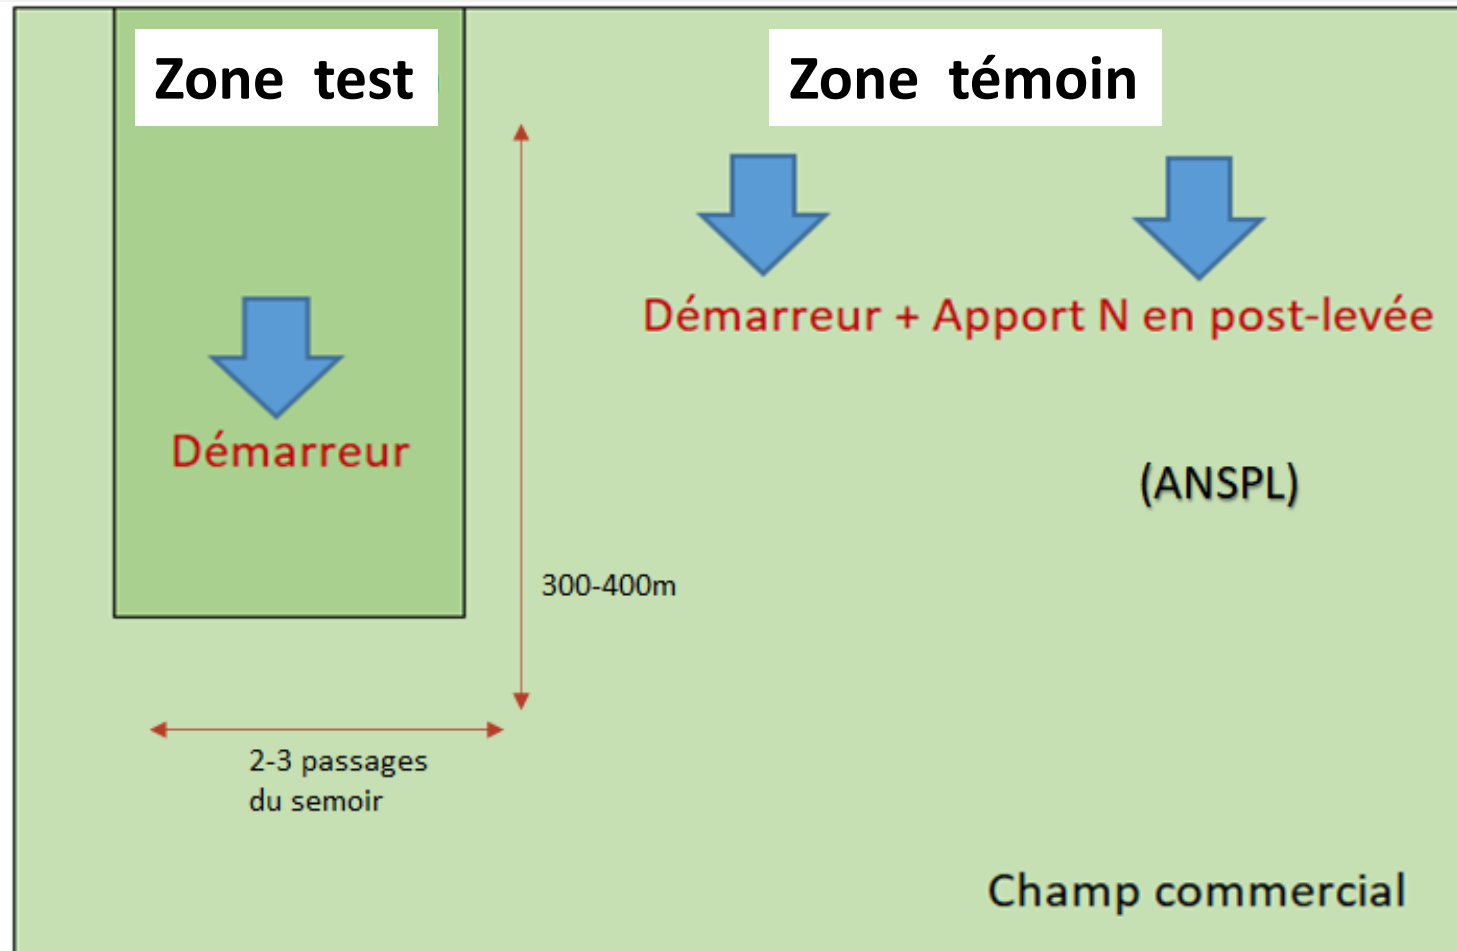 Zone test
Zone témoin
Démarreur + Apport N en post-levée
Démarreur
(ANSPL)
300-400m
2-3 passages
du semoir
Champ commercial